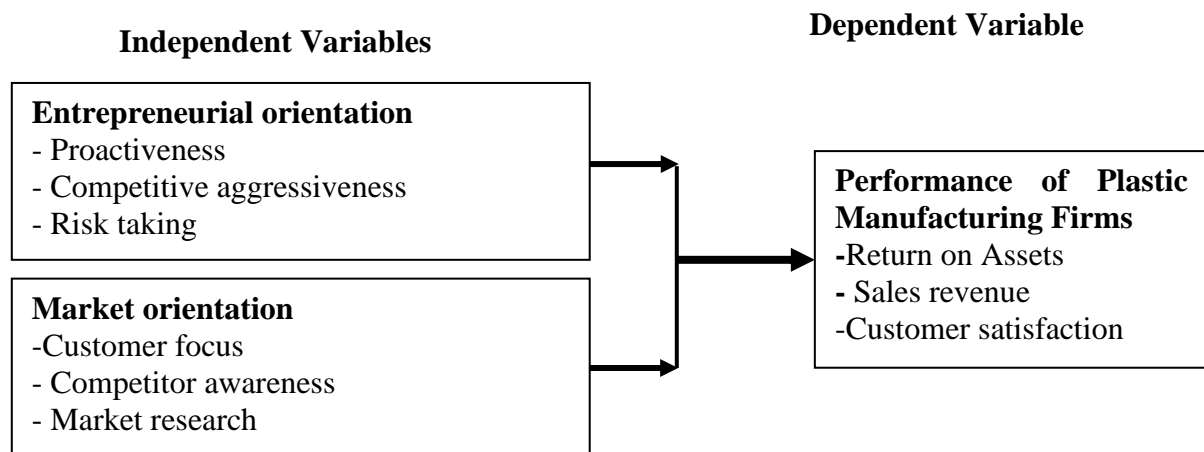 Independent Variables
Dependent Variable
Entrepreneurial orientation
- Proactiveness
- Competitive aggressiveness
- Risk taking
Market orientation
-Customer focus
- Competitor awareness
- Market research
Performance of Plastic
Manufacturing Firms
-Return on Assets
- Sales revenue
-Customer satisfaction